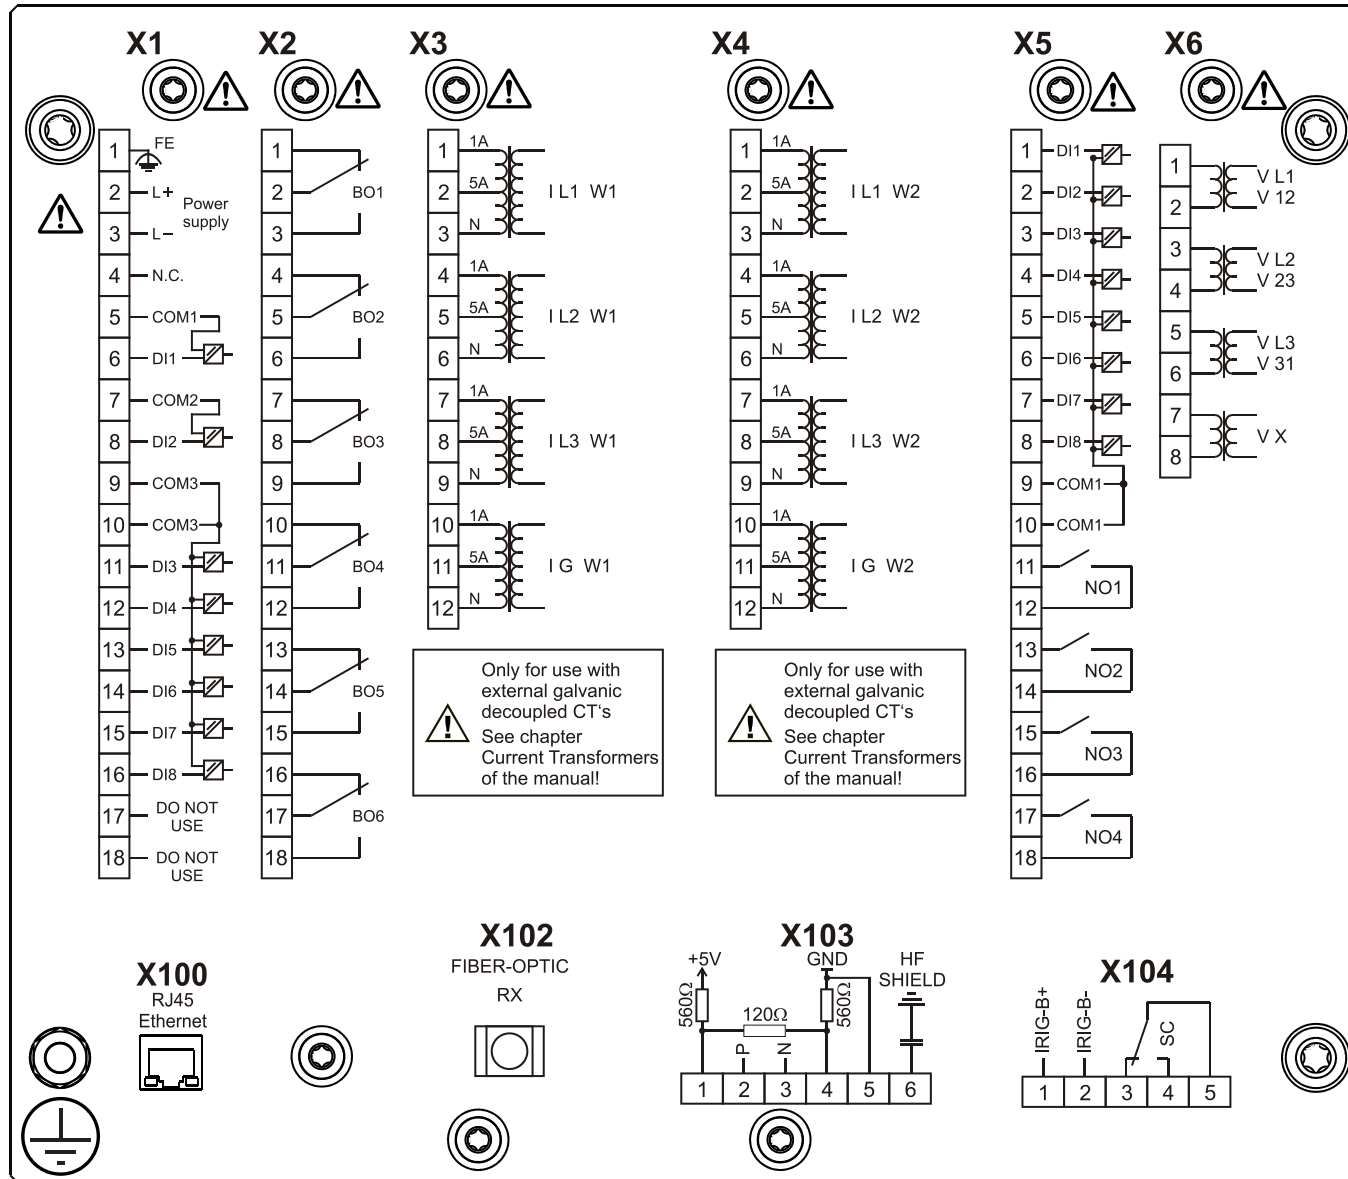 X1
X2
X3
X4
X5
X6
1
FE
2
L+
Power
supply
3
L−
4
N.C.
5
COM1
6
DI1
7
COM2
8
DI2
9
COM3
10
COM3
11
DI3
12
DI4
13
DI5
14
DI6
15
DI7
16
DI8
17
DO NOT
USE
18
DO NOT
USE
1
2
BO1
3
4
5
BO2
6
7
8
BO3
9
10
11
BO4
12
13
14
BO5
15
16
17
BO6
18
1
1A
2
5A
I L1 W1
3
N
4
1A
5
5A
I L2 W1
6
N
7
1A
8
5A
I L3 W1
9
N
10
1A
11
5A
I G W1
12
N
Only for use with
external galvanic
decoupled CT‘s
See chapter
Current Transformers
of the manual!
1
1A
2
5A
I L1 W2
3
N
4
1A
5
5A
I L2 W2
6
N
7
1A
8
5A
I L3 W2
9
N
10
1A
11
5A
I G W2
12
N
Only for use with
external galvanic
decoupled CT‘s
See chapter
Current Transformers
of the manual!
1
DI1
2
DI2
3
DI3
4
DI4
5
DI5
6
DI6
7
DI7
8
DI8
9
COM1
10
COM1
11
NO1
12
13
NO2
14
15
NO3
16
17
NO4
18
1
V L1
V 12
2
3
V L2
V 23
4
5
V L3
V 31
6
7
V X
8
X100
RJ45
Ethernet
X102
FIBER-OPTIC
RX
X103
+5V
GND
HF
SHIELD
560Ω
120Ω
560Ω
P
N
1 2 3 4 5 6
X104
IRIG-B+
IRIG-B-
SC
1 2 3 4 5